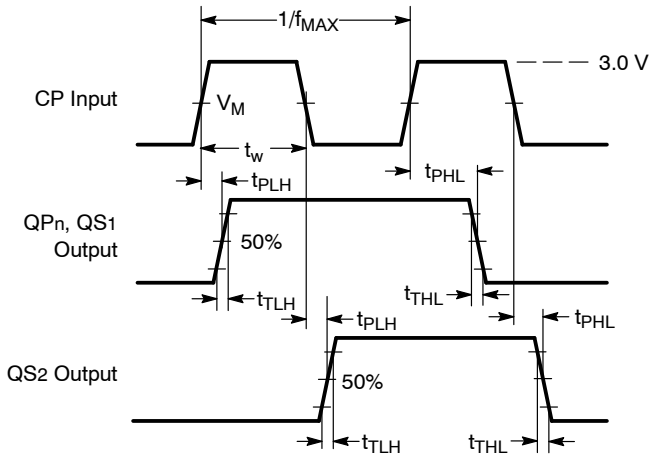 1/fMAX
3.0 V
CP Input
VM
tw
tPLH
tPHL
QPn, QS1
Output
50%
tTLH
tTHL
tPLH
tPHL
QS2 Output
50%
tTLH
tTHL